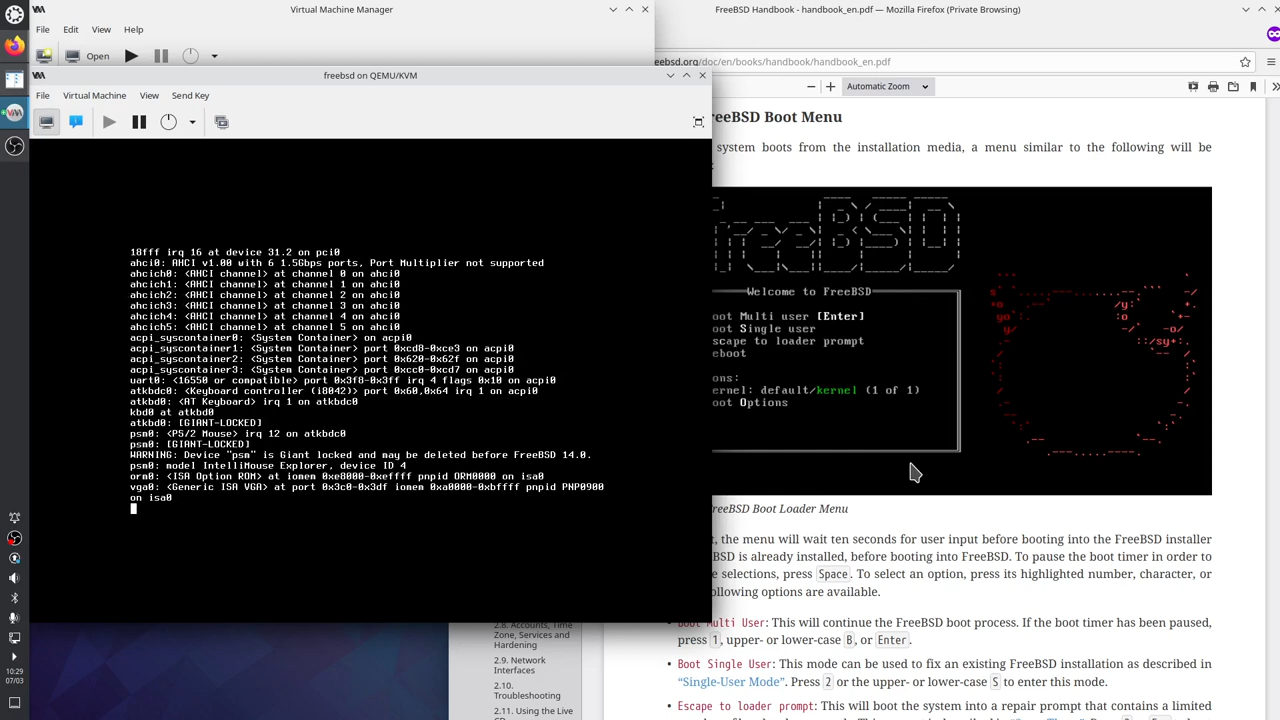 Virtual Machine Manager
File Edit View Help
Open
freebsd on QEMU/KVM
File Virtual Machine View Send Key
18fff irq 16 at device 31.2 on pci0
ahci0: AHCI v1.00 with 6 1.5Gbps ports, Port Multiplier not supported
ahcich0: <AHCI channel> at channel 0 on ahci0
ahcich1: <AHCI channel> at channel 1 on ahci0
ahcich2: <AHCI channel> at channel 2 on ahci0
ahcich3: <AHCI channel> at channel 3 on ahci0
ahcich4: <AHCI channel> at channel 4 on ahci0
ahcich5: <AHCI channel> at channel 5 on ahci0
acpi_syscontainer0: <System Container> on acpi0
acpi_syscontainer1: <System Container> port 0xcd8-0xce3 on acpi0
acpi_syscontainer2: <System Container> port 0x620-0x62f on acpi0
acpi_syscontainer3: <System Container> port 0xcc0-0xcd7 on acpi0
uart0: <16550 or compatible> port 0x3f8-0x3ff irq 4 flags 0x10 on acpi0
atkbdc0: <Keyboard controller (i8042)> port 0x60,0x64 irq 1 on acpi0
atkbd0: <AT Keyboard> irq 1 on atkbdc0
kbd0 at atkbd0
atkbd0: [GIANT-LOCKED]
psm0: <PS/2 Mouse> irq 12 on atkbdc0
psm0: [GIANT-LOCKED]
WARNING: Device "psm" is Giant locked and may be deleted before FreeBSD 14.0.
psm0: model IntelliMouse Explorer, device ID 4
orm0: <ISA Option ROM> at iomem 0xe8000-0xeffff pnpid ORM0000 on isa0
vga0: <Generic ISA VGA> at port 0x3c0-0x3df iomem 0xa0000-0xbffff pnpid PNP0900
on isa0
FreeBSD Handbook - handbook_en.pdf — Mozilla Firefox (Private Browsing)
eebsd.org/doc/en/books/handbook/handbook_en.pdf
Automatic Zoom
reeBSD Boot Menu
system boots from the installation media, a menu similar to the following will be
:
Welcome to FreeBSD
oot Multi user [Enter]
oot Single user
scape to loader prompt
eboot
ons:
ernel: default/kernel (1 of 1)
oot Options
reeBSD Boot Loader Menu
t, the menu will wait ten seconds for user input before booting into the FreeBSD installer
BSD is already installed, before booting into FreeBSD. To pause the boot timer in order to
e selections, press Space. To select an option, press its highlighted number, character, or
ollowing options are available.
• Boot Multi User: This will continue the FreeBSD boot process. If the boot timer has been paused,
press 1, upper- or lower-case B, or Enter.
• Boot Single User: This mode can be used to fix an existing FreeBSD installation as described in
“Single-User Mode”. Press 2 or the upper- or lower-case S to enter this mode.
• Escape to loader prompt: This will boot the system into a repair prompt that contains a limited
2.8. Accounts, Time
Zone, Services and
Hardening
2.9. Network
Interfaces
2.10.
Troubleshooting
2.11. Using the Live
10:29
07/03